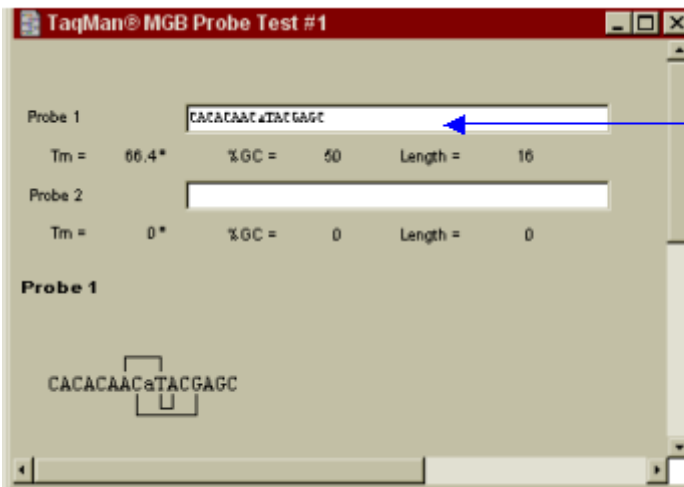 TaqMan® MGB Probe Test #1
Probe 1 CACACAACaTACGAGC
Tm = 66.4° %GC = 50 Length = 16
Probe 2
Tm = 0° %GC = 0 Length = 0
Probe 1
CACACAACaTACGAGC